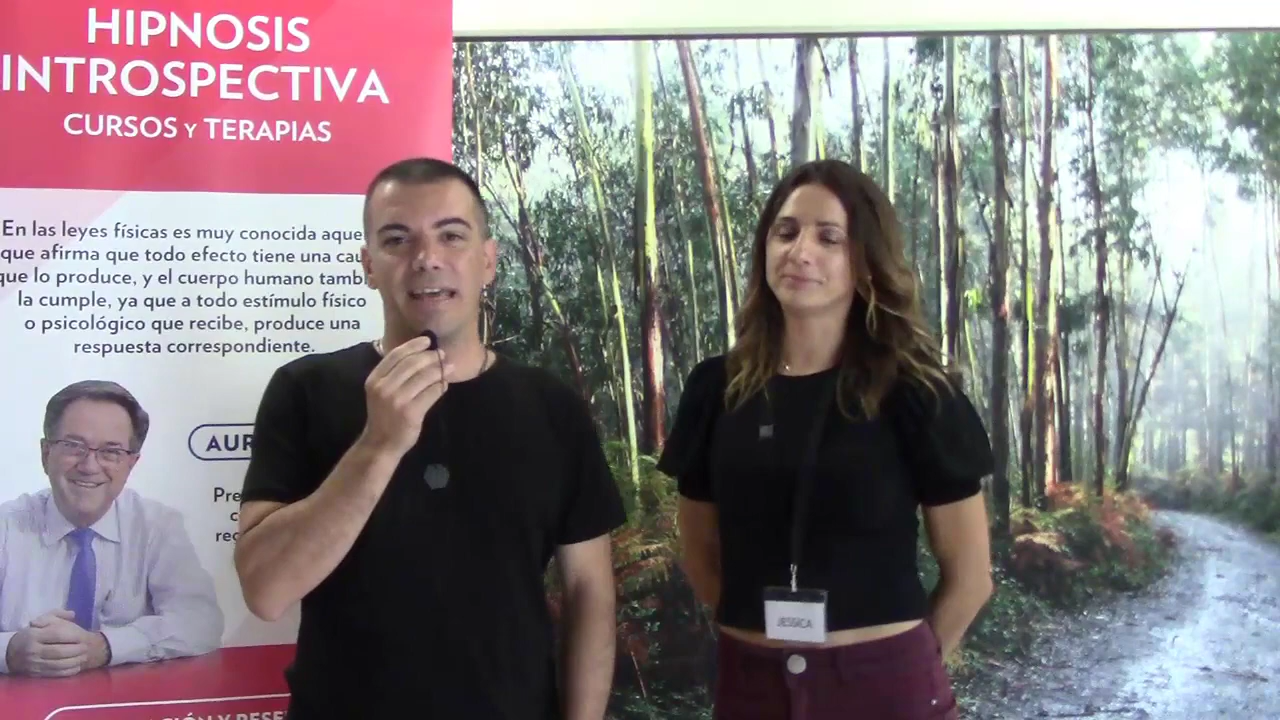 HIPNOSIS
INTROSPECTIVA
CURSOS Y TERAPIAS
En las leyes físicas es muy conocida aque
que afirma que todo efecto tiene una cau
que lo produce, y el cuerpo humano tamb
la cumple, ya que a todo estímulo físico
o psicológico que recibe, produce una
respuesta correspondiente.
AUR
Pre
c
rec
JESSICA